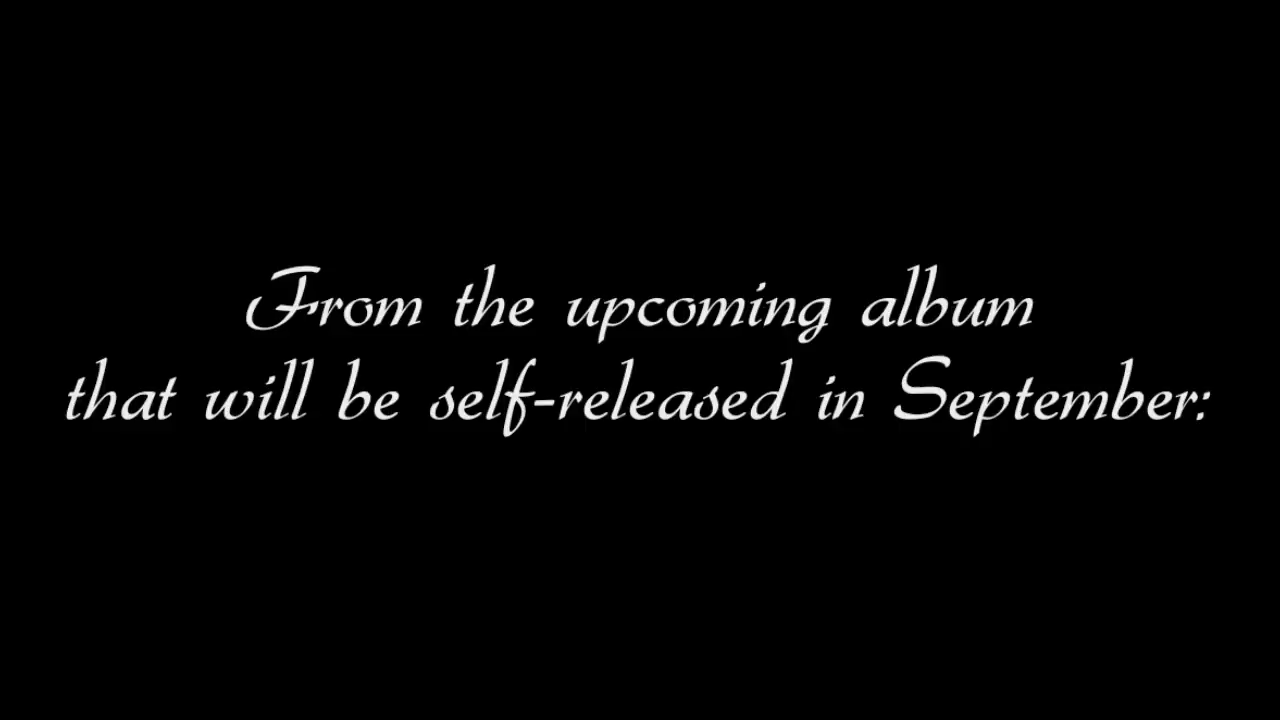 From the upcoming album
that will be self-released in September: